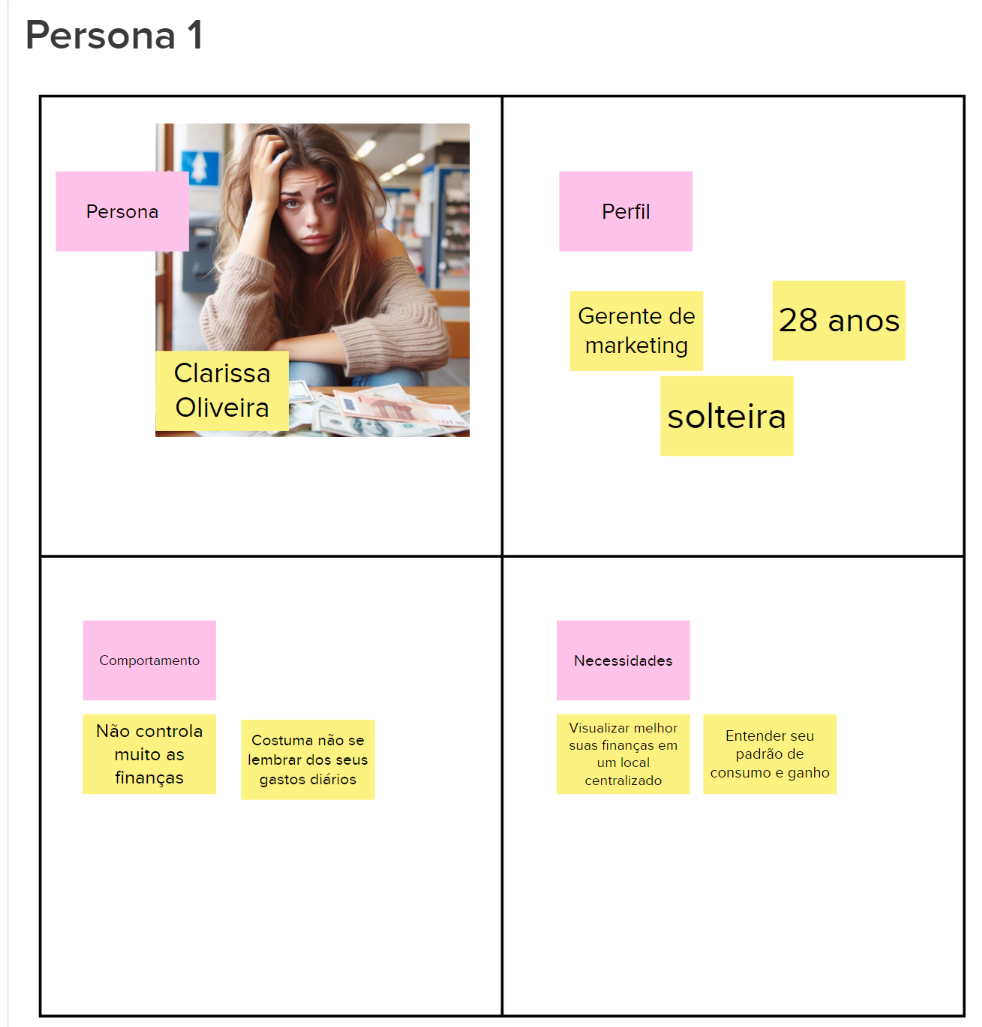 Persona 1
Persona
Clarissa
Oliveira
Perfil
Gerente de
marketing
28 anos
solteira
Comportamento
Não controla
muito as
finanças
Costuma não se
lembrar dos seus
gastos diários
Necessidades
Visualizar melhor
suas finanças em
um local
centralizado
Entender seu
padrão de
consumo e ganho